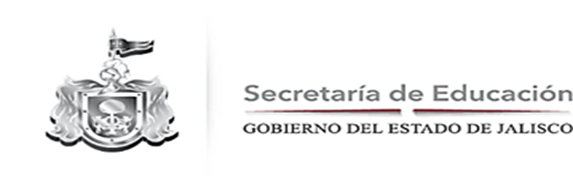 Secretaría de Educación
GOBIERNO DEL ESTADO DE JALISCO